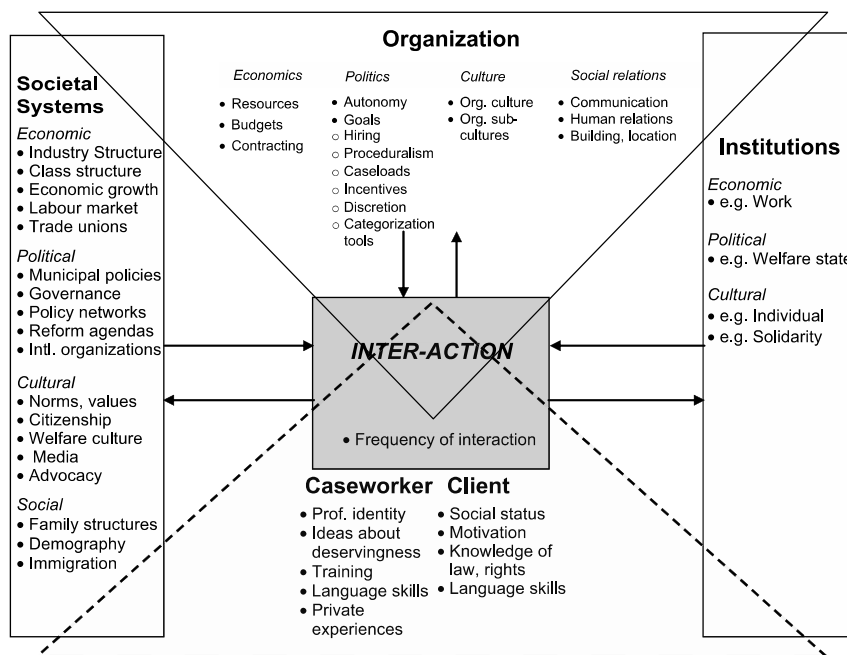 Organization
Economics
• Resources
• Budgets
• Contracting
Politics
• Autonomy
• Goals
○ Hiring
○ Proceduralism
○ Caseloads
○ Incentives
○ Discretion
○ Categorization
tools
Culture
• Org. culture
• Org. sub-
cultures
Social relations
• Communication
• Human relations
• Building, location
Societal
Systems
Economic
• Industry Structure
• Class structure
• Economic growth
• Labour market
• Trade unions
Political
• Municipal policies
• Governance
• Policy networks
• Reform agendas
• Intl. organizations
Cultural
• Norms, values
• Citizenship
• Welfare culture
• Media
• Advocacy
Social
• Family structures
• Demography
• Immigration
INTER-ACTION
• Frequency of interaction
Caseworker
• Prof. identity
• Ideas about
deservingness
• Training
• Language skills
• Private
experiences
Client
• Social status
• Motivation
• Knowledge of
law, rights
• Language skills
Institutions
Economic
• e.g. Work
Political
• e.g. Welfare state
Cultural
• e.g. Individual
• e.g. Solidarity